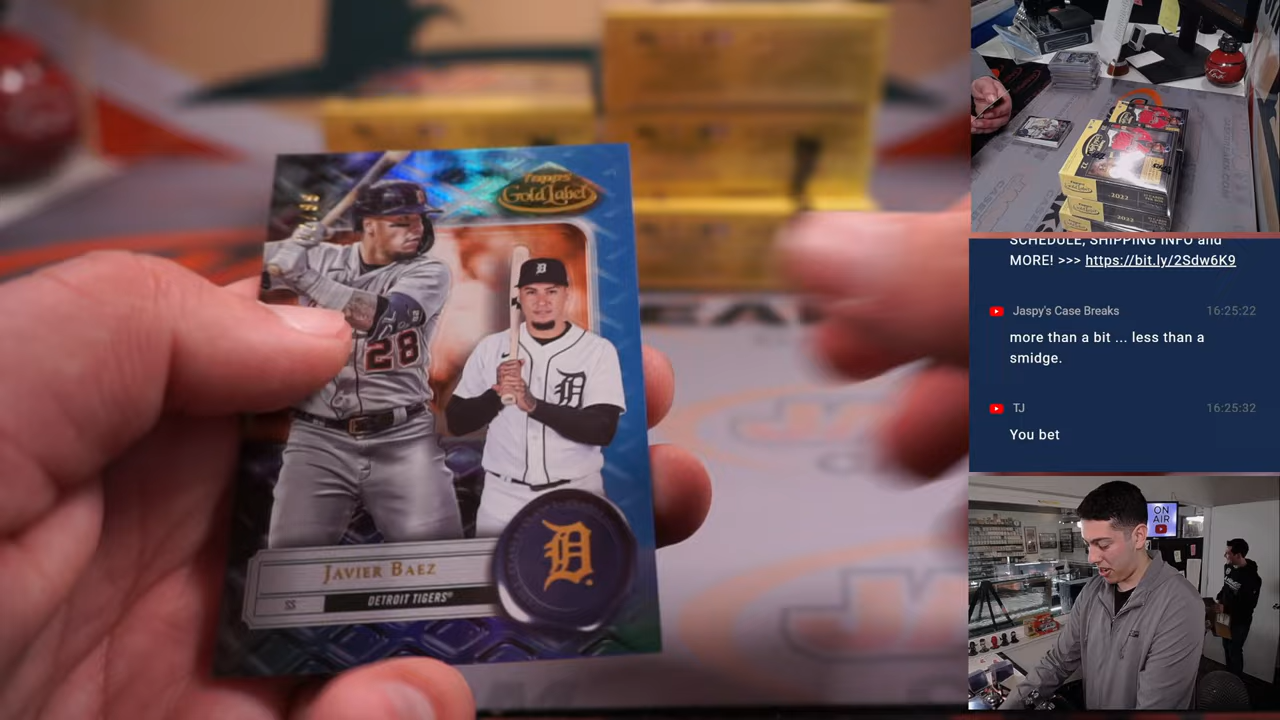 Topps
Gold Label
28
D
JAVIER BAEZ
SS
DETROIT TIGERS
SCHEDULE, SHIPPING INFO and
MORE! >>> https://bit.ly/2Sdw6K9
Jaspy's Case Breaks 16:25:22
more than a bit ... less than a
smidge.
TJ 16:25:32
You bet
ON
AIR